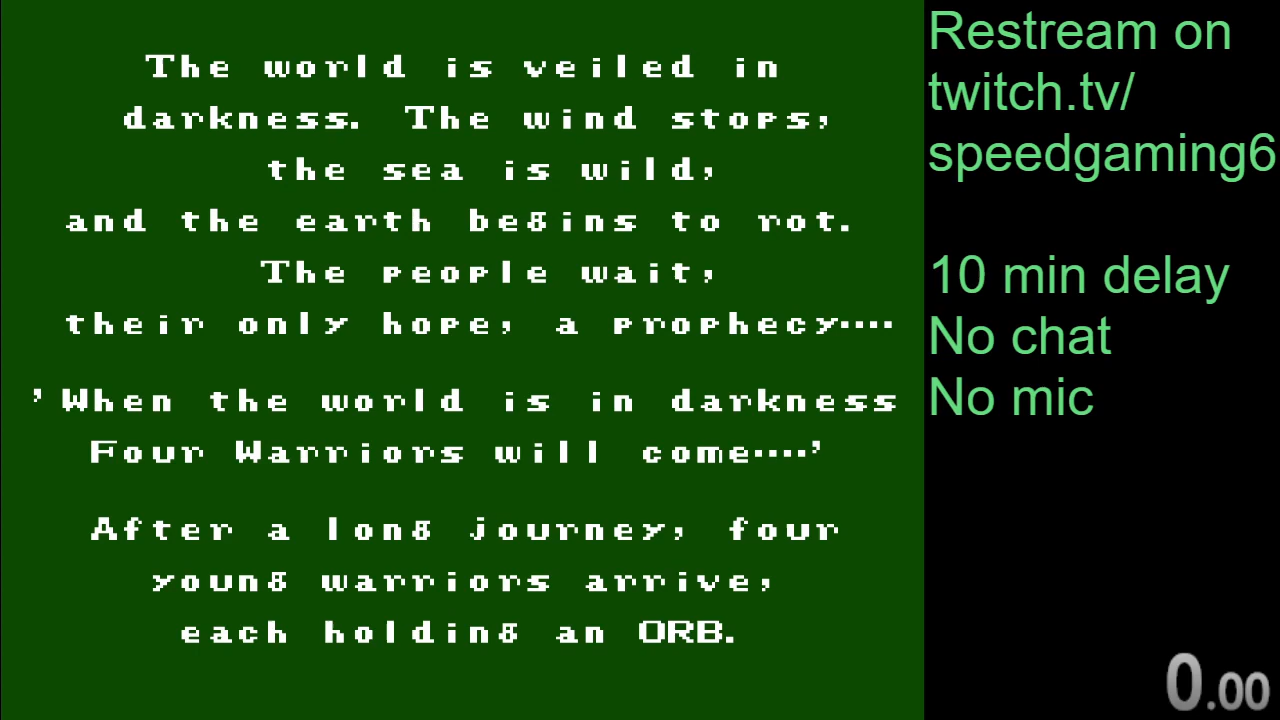 The world is veiled in
darkness. The wind stops,
the sea is wild,
and the earth begins to rot.
The people wait,
their only hope, a prophecy....
'When the world is in darkness
Four Warriors will come....'
After a long journey, four
young warriors arrive,
each holding an ORB.
Restream on
twitch.tv/
speedgaming6
10 min delay
No chat
No mic
0.00